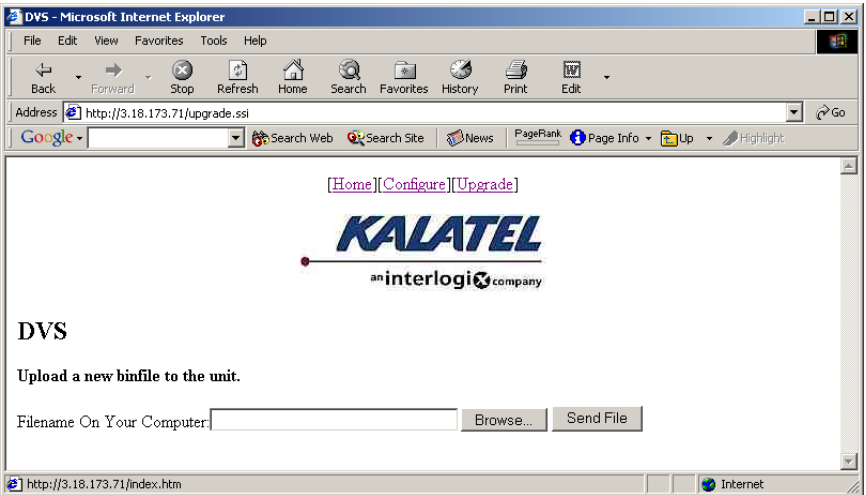 DVS - Microsoft Internet Explorer
File Edit View Favorites Tools Help
Back Forward Stop Refresh Home Search Favorites History Print Edit
Address http://3.18.173.71/upgrade.ssi Go
Google Search Web Search Site News PageRank Page Info Up Highlight
[Home][Configure][Upgrade]
KALATEL
an interlogix company
DVS
Upload a new binfile to the unit.
Filename On Your Computer: Browse... Send File
http://3.18.173.71/index.htm Internet